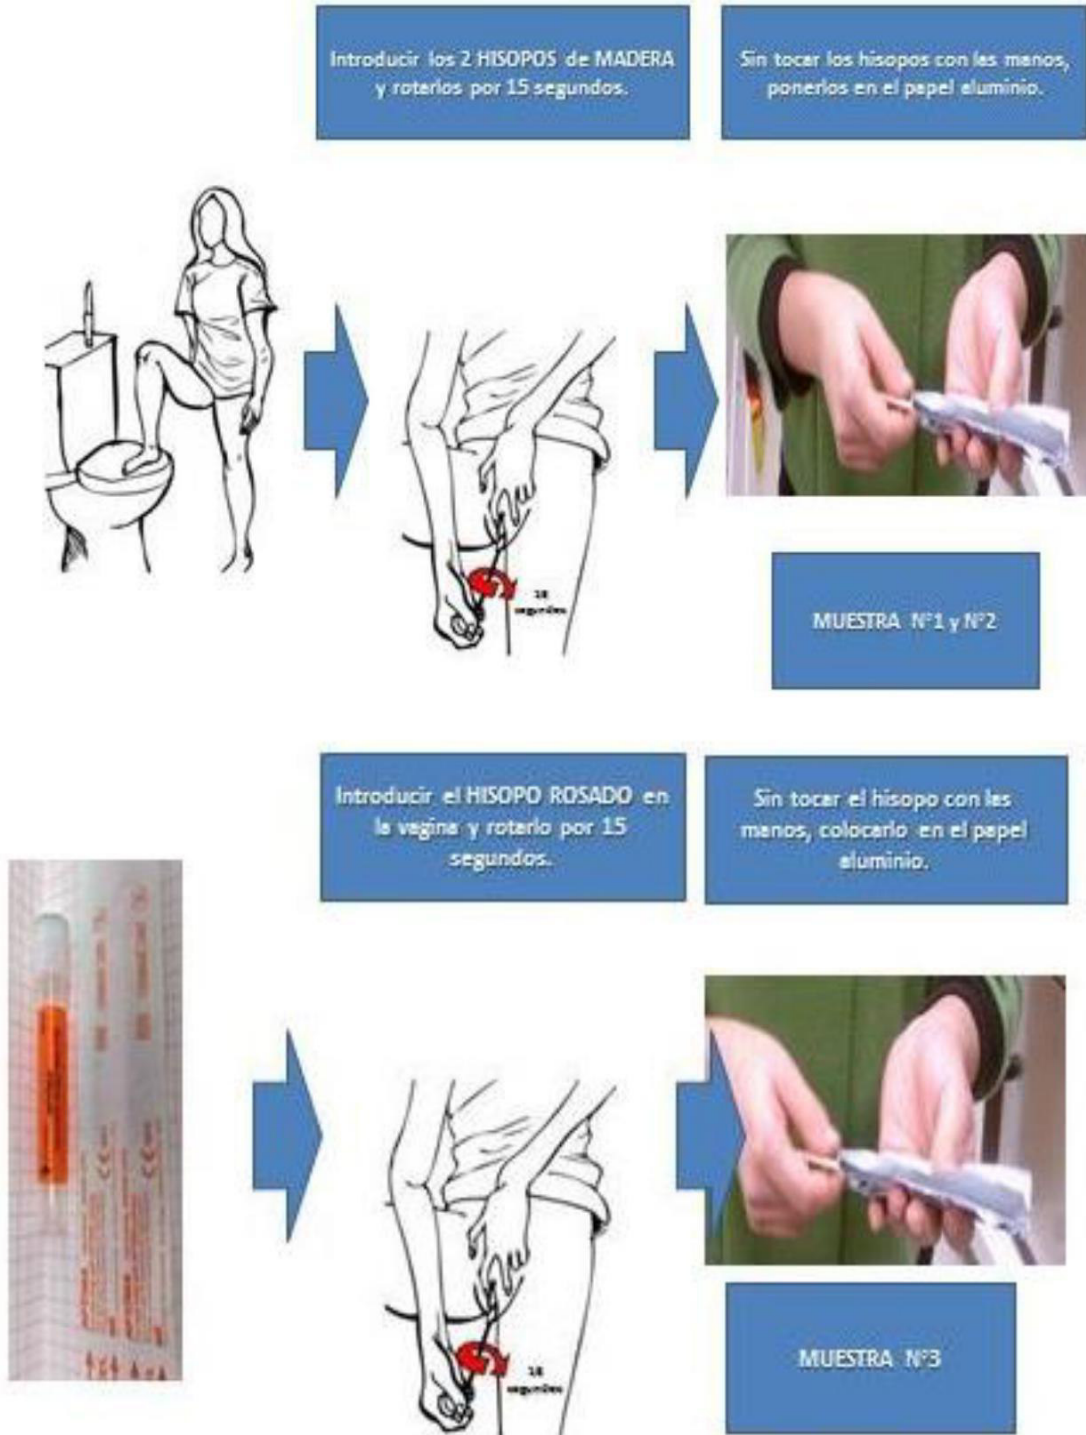 Introducir los 2 HISOPOS de MADERA
y rotarlos por 15 segundos.
Sin tocar los hisopos con las manos,
ponerlos en el papel aluminio.
segundos
MUESTRA N°1 y N°2
Introducir el HISOPO ROSADO en
la vagina y rotarlo por 15
segundos.
Sin tocar el hisopo con las
manos, colocarlo en el papel
aluminio.
segundos
MUESTRA N°3